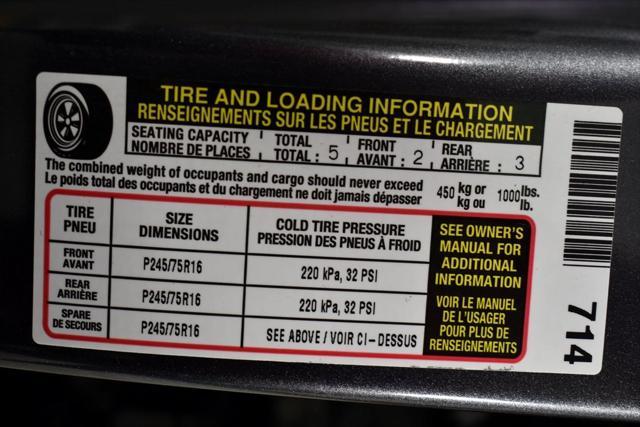 TIRE AND LOADING INFORMATION
RENSEIGNEMENTS SUR LES PNEUS ET LE CHARGEMENT
SEATING CAPACITY
NOMBRE DE PLACES
TOTAL
TOTAL : 5
FRONT
AVANT : 2
REAR
ARRIÈRE : 3
The combined weight of occupants and cargo should never exceed
Le poids total des occupants et du chargement ne doit jamais dépasser
450 kg or
kg ou
1000 lbs.
lb.
TIRE
PNEU
SIZE
DIMENSIONS
COLD TIRE PRESSURE
PRESSION DES PNEUS À FROID
FRONT
AVANT
P245/75R16
220 kPa, 32 PSI
REAR
ARRIÈRE
P245/75R16
220 kPa, 32 PSI
SPARE
DE SECOURS
P245/75R16
SEE ABOVE / VOIR CI-DESSUS
SEE OWNER'S
MANUAL FOR
ADDITIONAL
INFORMATION
VOIR LE MANUEL
DE L'USAGER
POUR PLUS DE
RENSEIGNEMENTS
714